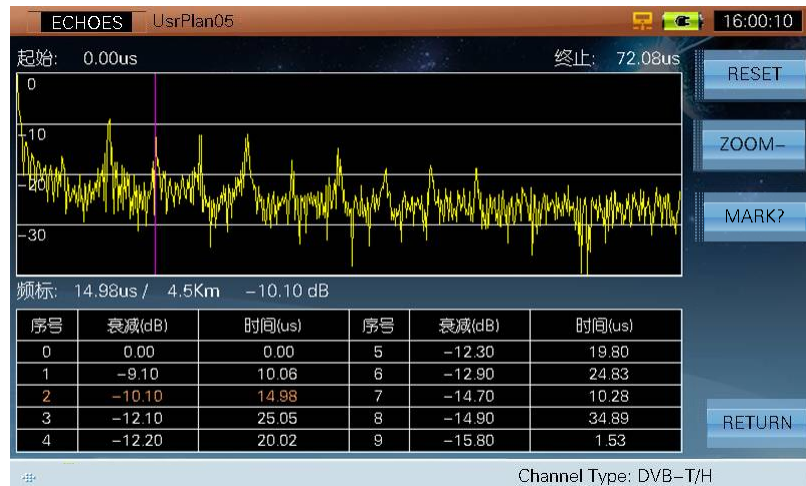 ECHOES UsrPlan05 16:00:10
起始: 0.00us 终止: 72.08us
RESET
0
-10
ZOOM-
-20
MARK?
-30
频标: 14.98us / 4.5Km -10.10 dB
序号 衰减(dB) 时间(us) 序号 衰减(dB) 时间(us)
0 0.00 0.00 5 -12.30 19.80
1 -9.10 10.06 6 -12.90 24.83
2 -10.10 14.98 7 -14.70 10.28
3 -12.10 25.05 8 -14.90 34.89
4 -12.20 20.02 9 -15.80 1.53
RETURN
Channel Type: DVB-T/H